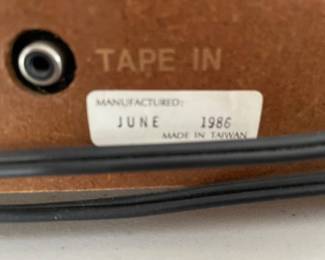 TAPE IN
MANUFACTURED:
JUNE 1986
MADE IN TAIWAN